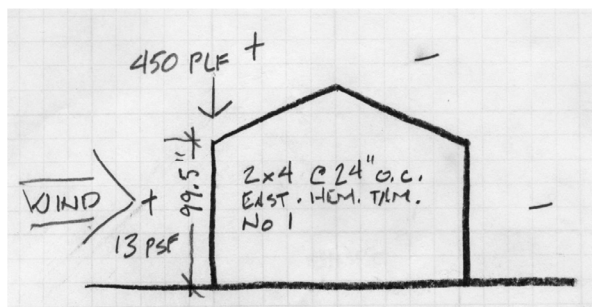 450 PLF +
−
99.5"
2x4 @ 24" o.c.
EAST. HEM. TAM.
NO 1
WIND +
13 PSF
−